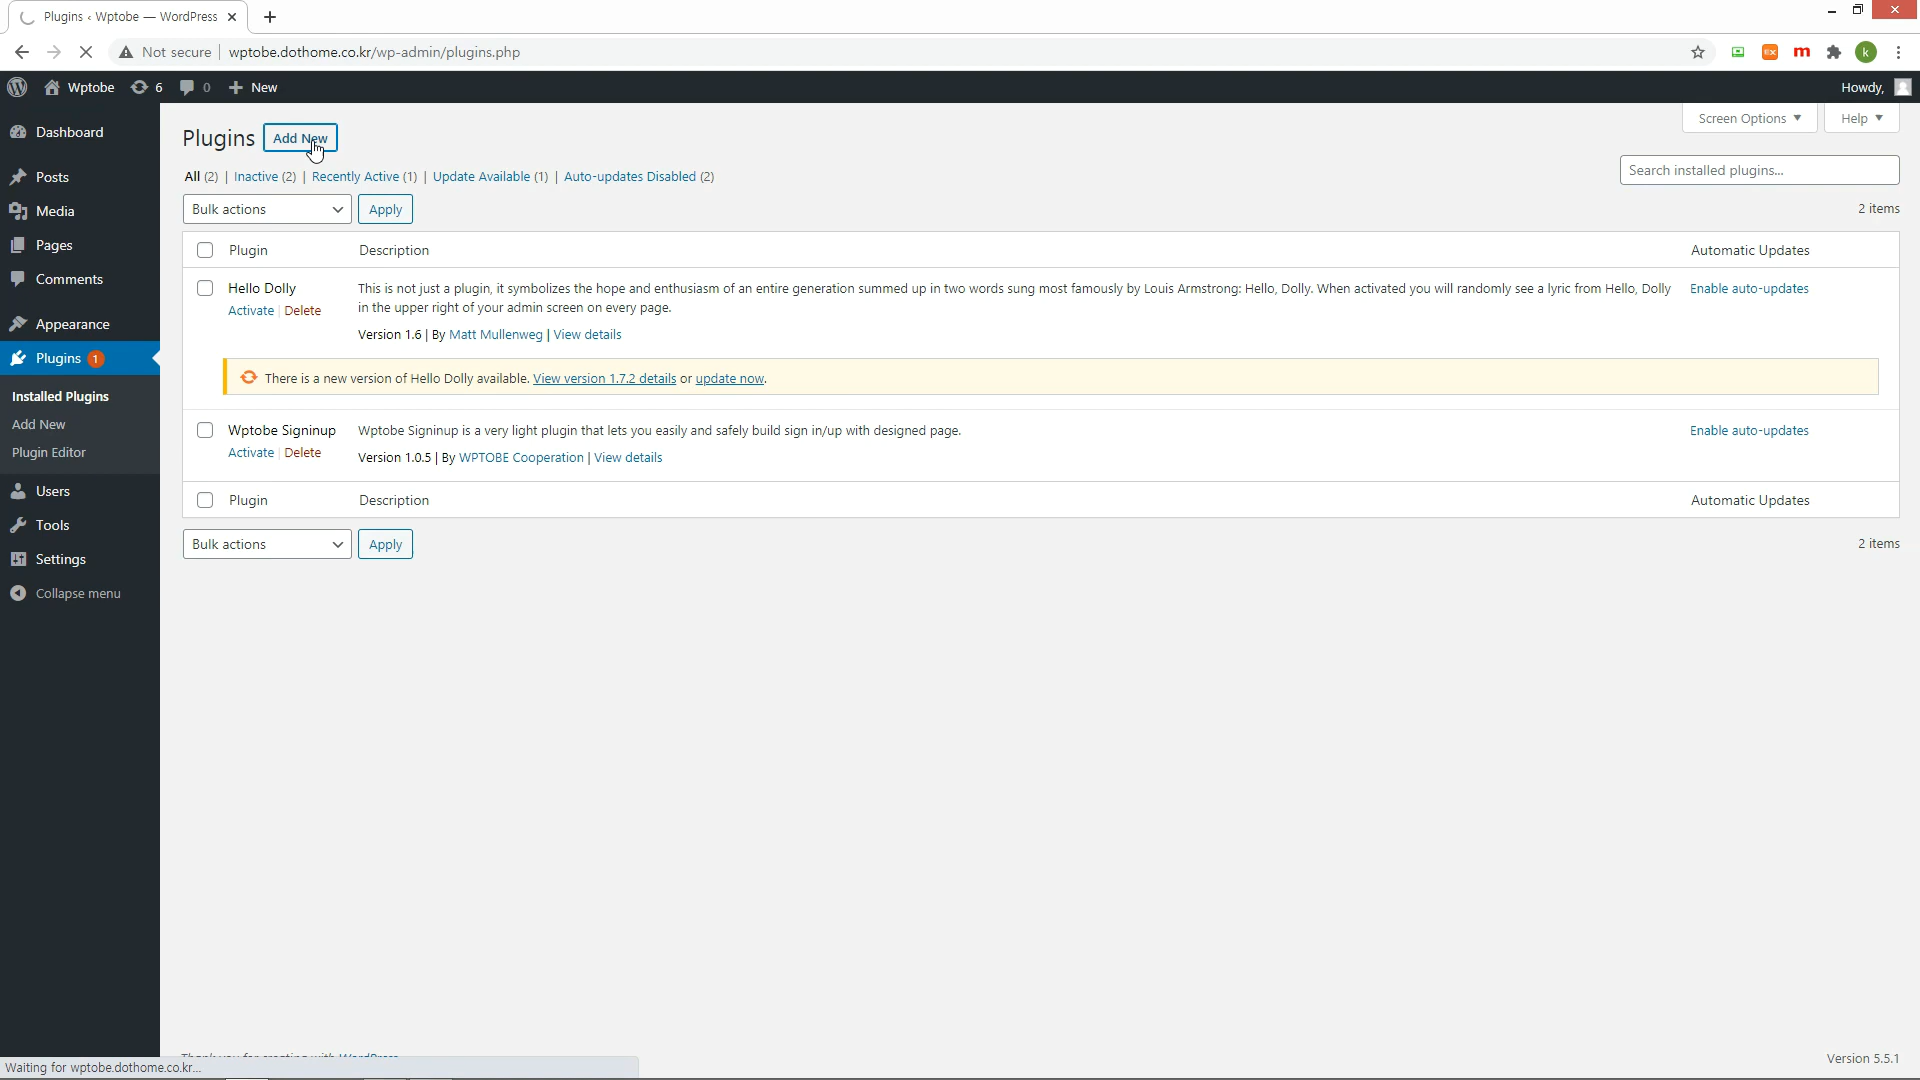 Plugins ‹ Wptobe — WordPress
Not secure | wptobe.dothome.co.kr/wp-admin/plugins.php
EX m k
Wptobe 6 0 New Howdy,
Dashboard
Posts
Media
Pages
Comments
Appearance
Plugins 1
Installed Plugins
Add New
Plugin Editor
Users
Tools
Settings
Collapse menu
Screen Options Help
Plugins Add New
All (2) | Inactive (2) | Recently Active (1) | Update Available (1) | Auto-updates Disabled (2)
Search installed plugins...
Bulk actions Apply 2 items
Plugin Description Automatic Updates
Hello Dolly
Activate | Delete
This is not just a plugin, it symbolizes the hope and enthusiasm of an entire generation summed up in two words sung most famously by Louis Armstrong: Hello, Dolly. When activated you will randomly see a lyric from Hello, Dolly
in the upper right of your admin screen on every page.
Version 1.6 | By Matt Mullenweg | View details
Enable auto-updates
There is a new version of Hello Dolly available. View version 1.7.2 details or update now.
Wptobe Signinup
Activate | Delete
Wptobe Signinup is a very light plugin that lets you easily and safely build sign in/up with designed page.
Version 1.0.5 | By WPTOBE Cooperation | View details
Enable auto-updates
Plugin Description Automatic Updates
Bulk actions Apply 2 items
Version 5.5.1
Waiting for wptobe.dothome.co.kr...